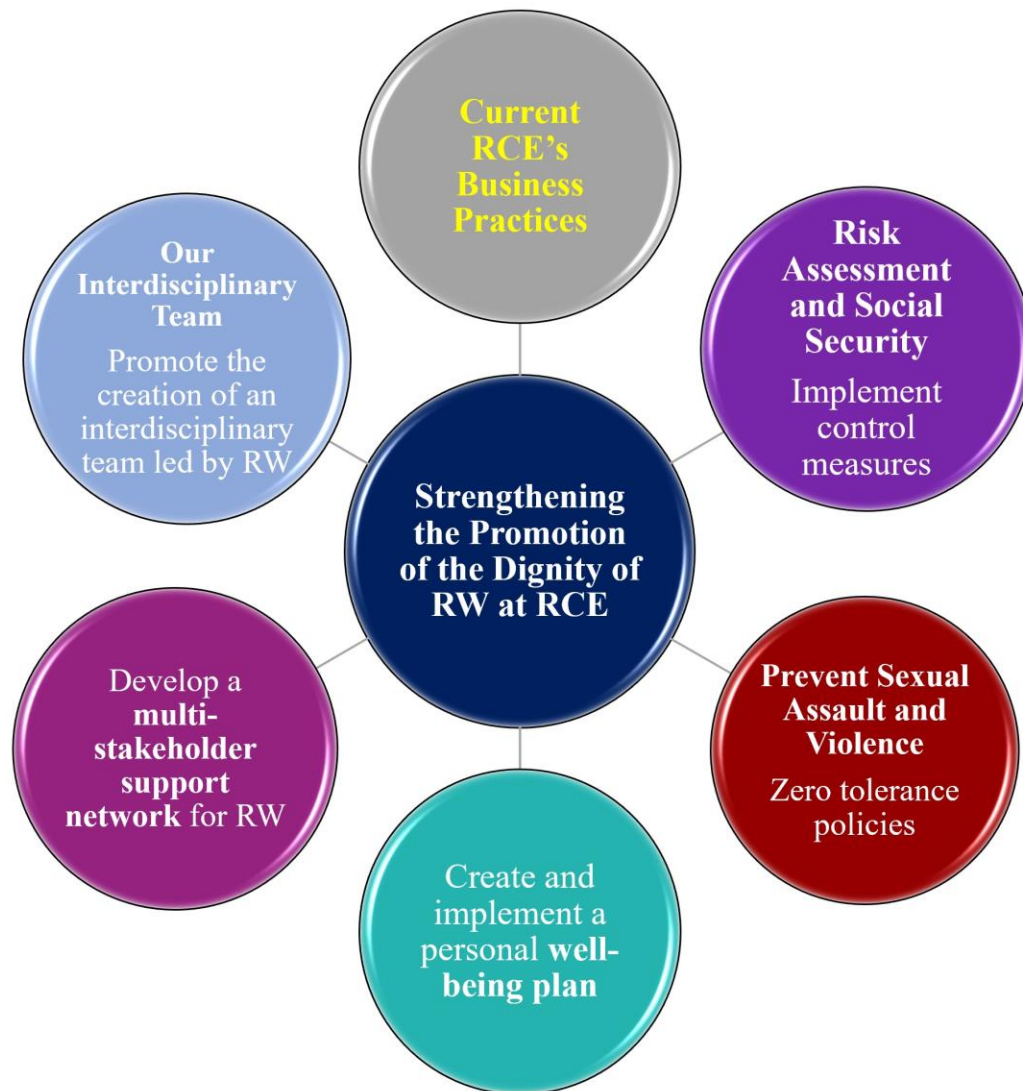 Current
RCE’s
Business
Practices
Risk
Assessment
and Social
Security
Implement
control
measures
Prevent Sexual
Assault and
Violence
Zero tolerance
policies
Create and
implement a
personal well-
being plan
Develop a
multi-
stakeholder
support
network for RW
Our
Interdisciplinary
Team
Promote the
creation of an
interdisciplinary
team led by RW
Strengthening
the Promotion
of the Dignity of
RW at RCE